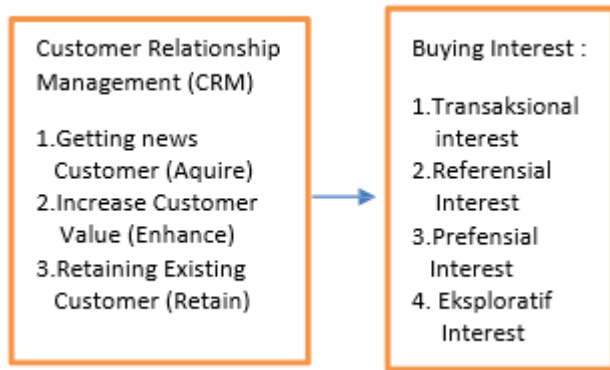 Customer Relationship
Management (CRM)
1.Getting news
Customer (Aquire)
2.Increase Customer
Value (Enhance)
3.Retaining Existing
Customer (Retain)
Buying Interest :
1.Transaksional
interest
2.Referensial
Interest
3.Prefensial
Interest
4. Eksploratif
Interest